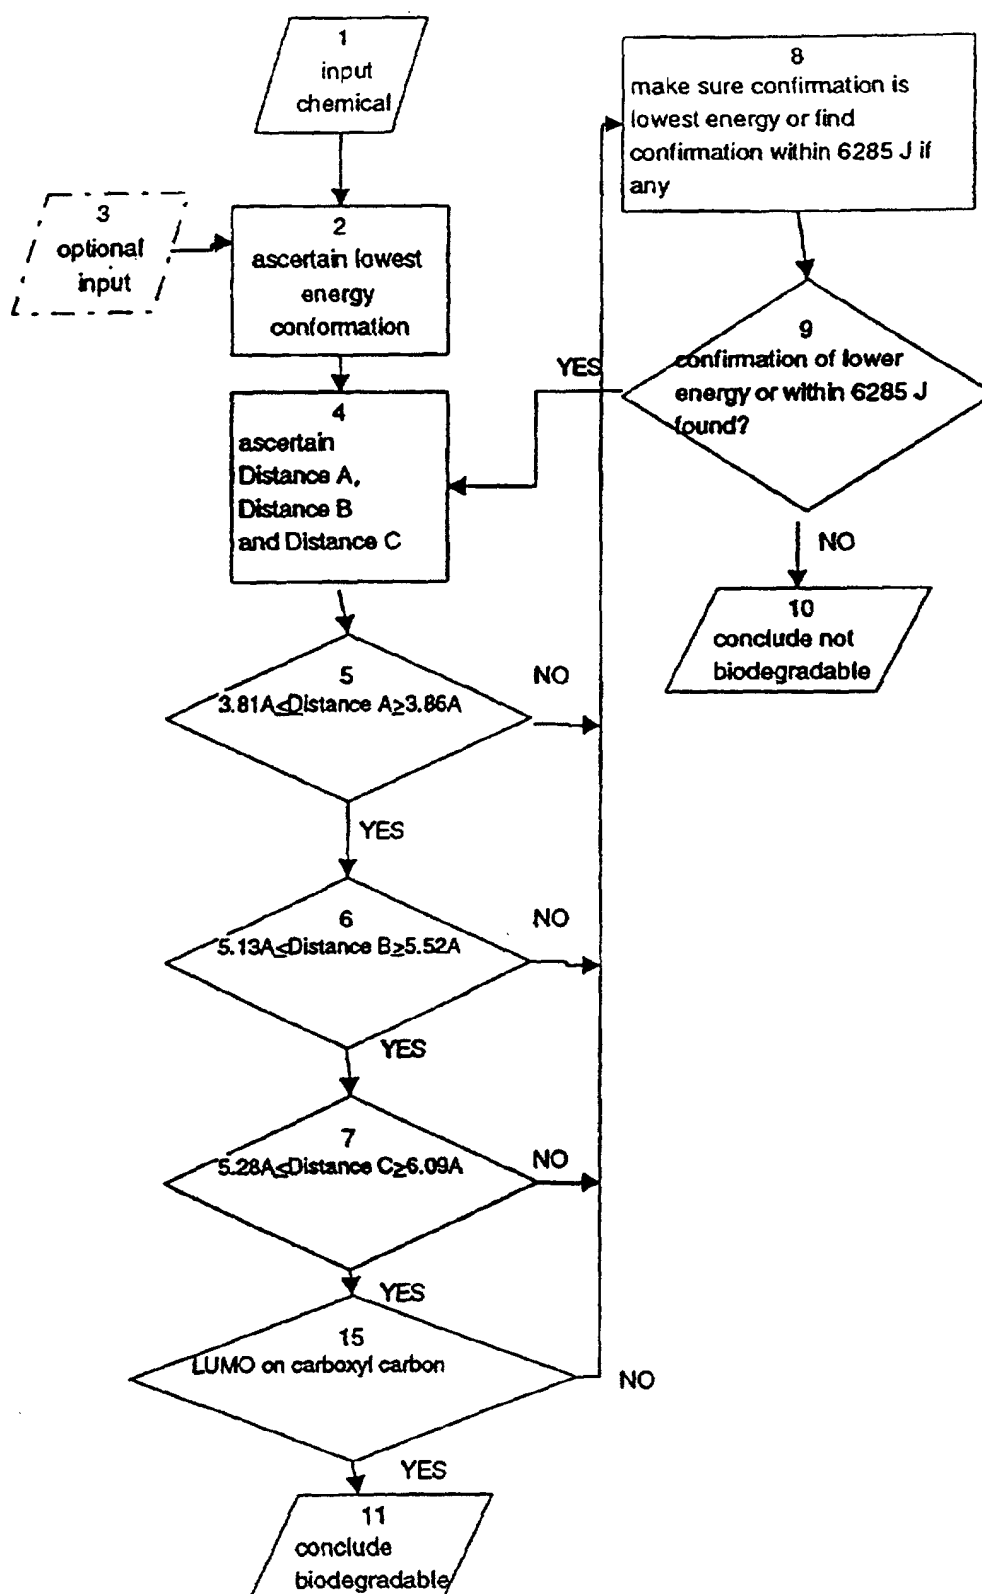 1
input
chemical
3
optional
input
2
ascertain lowest
energy
conformation
4
ascertain
Distance A,
Distance B
and Distance C
5
3.81A≤Distance A≥3.86A
NO
YES
6
5.13A≤Distance B≥5.52A
NO
YES
7
5.28A≤Distance C≥6.09A
NO
YES
15
LUMO on carboxyl carbon
NO
YES
11
conclude
biodegradable
8
make sure confirmation is
lowest energy or find
confirmation within 6285 J if
any
9
confirmation of lower
energy or within 6285 J
found?
YES
NO
10
conclude not
biodegradable